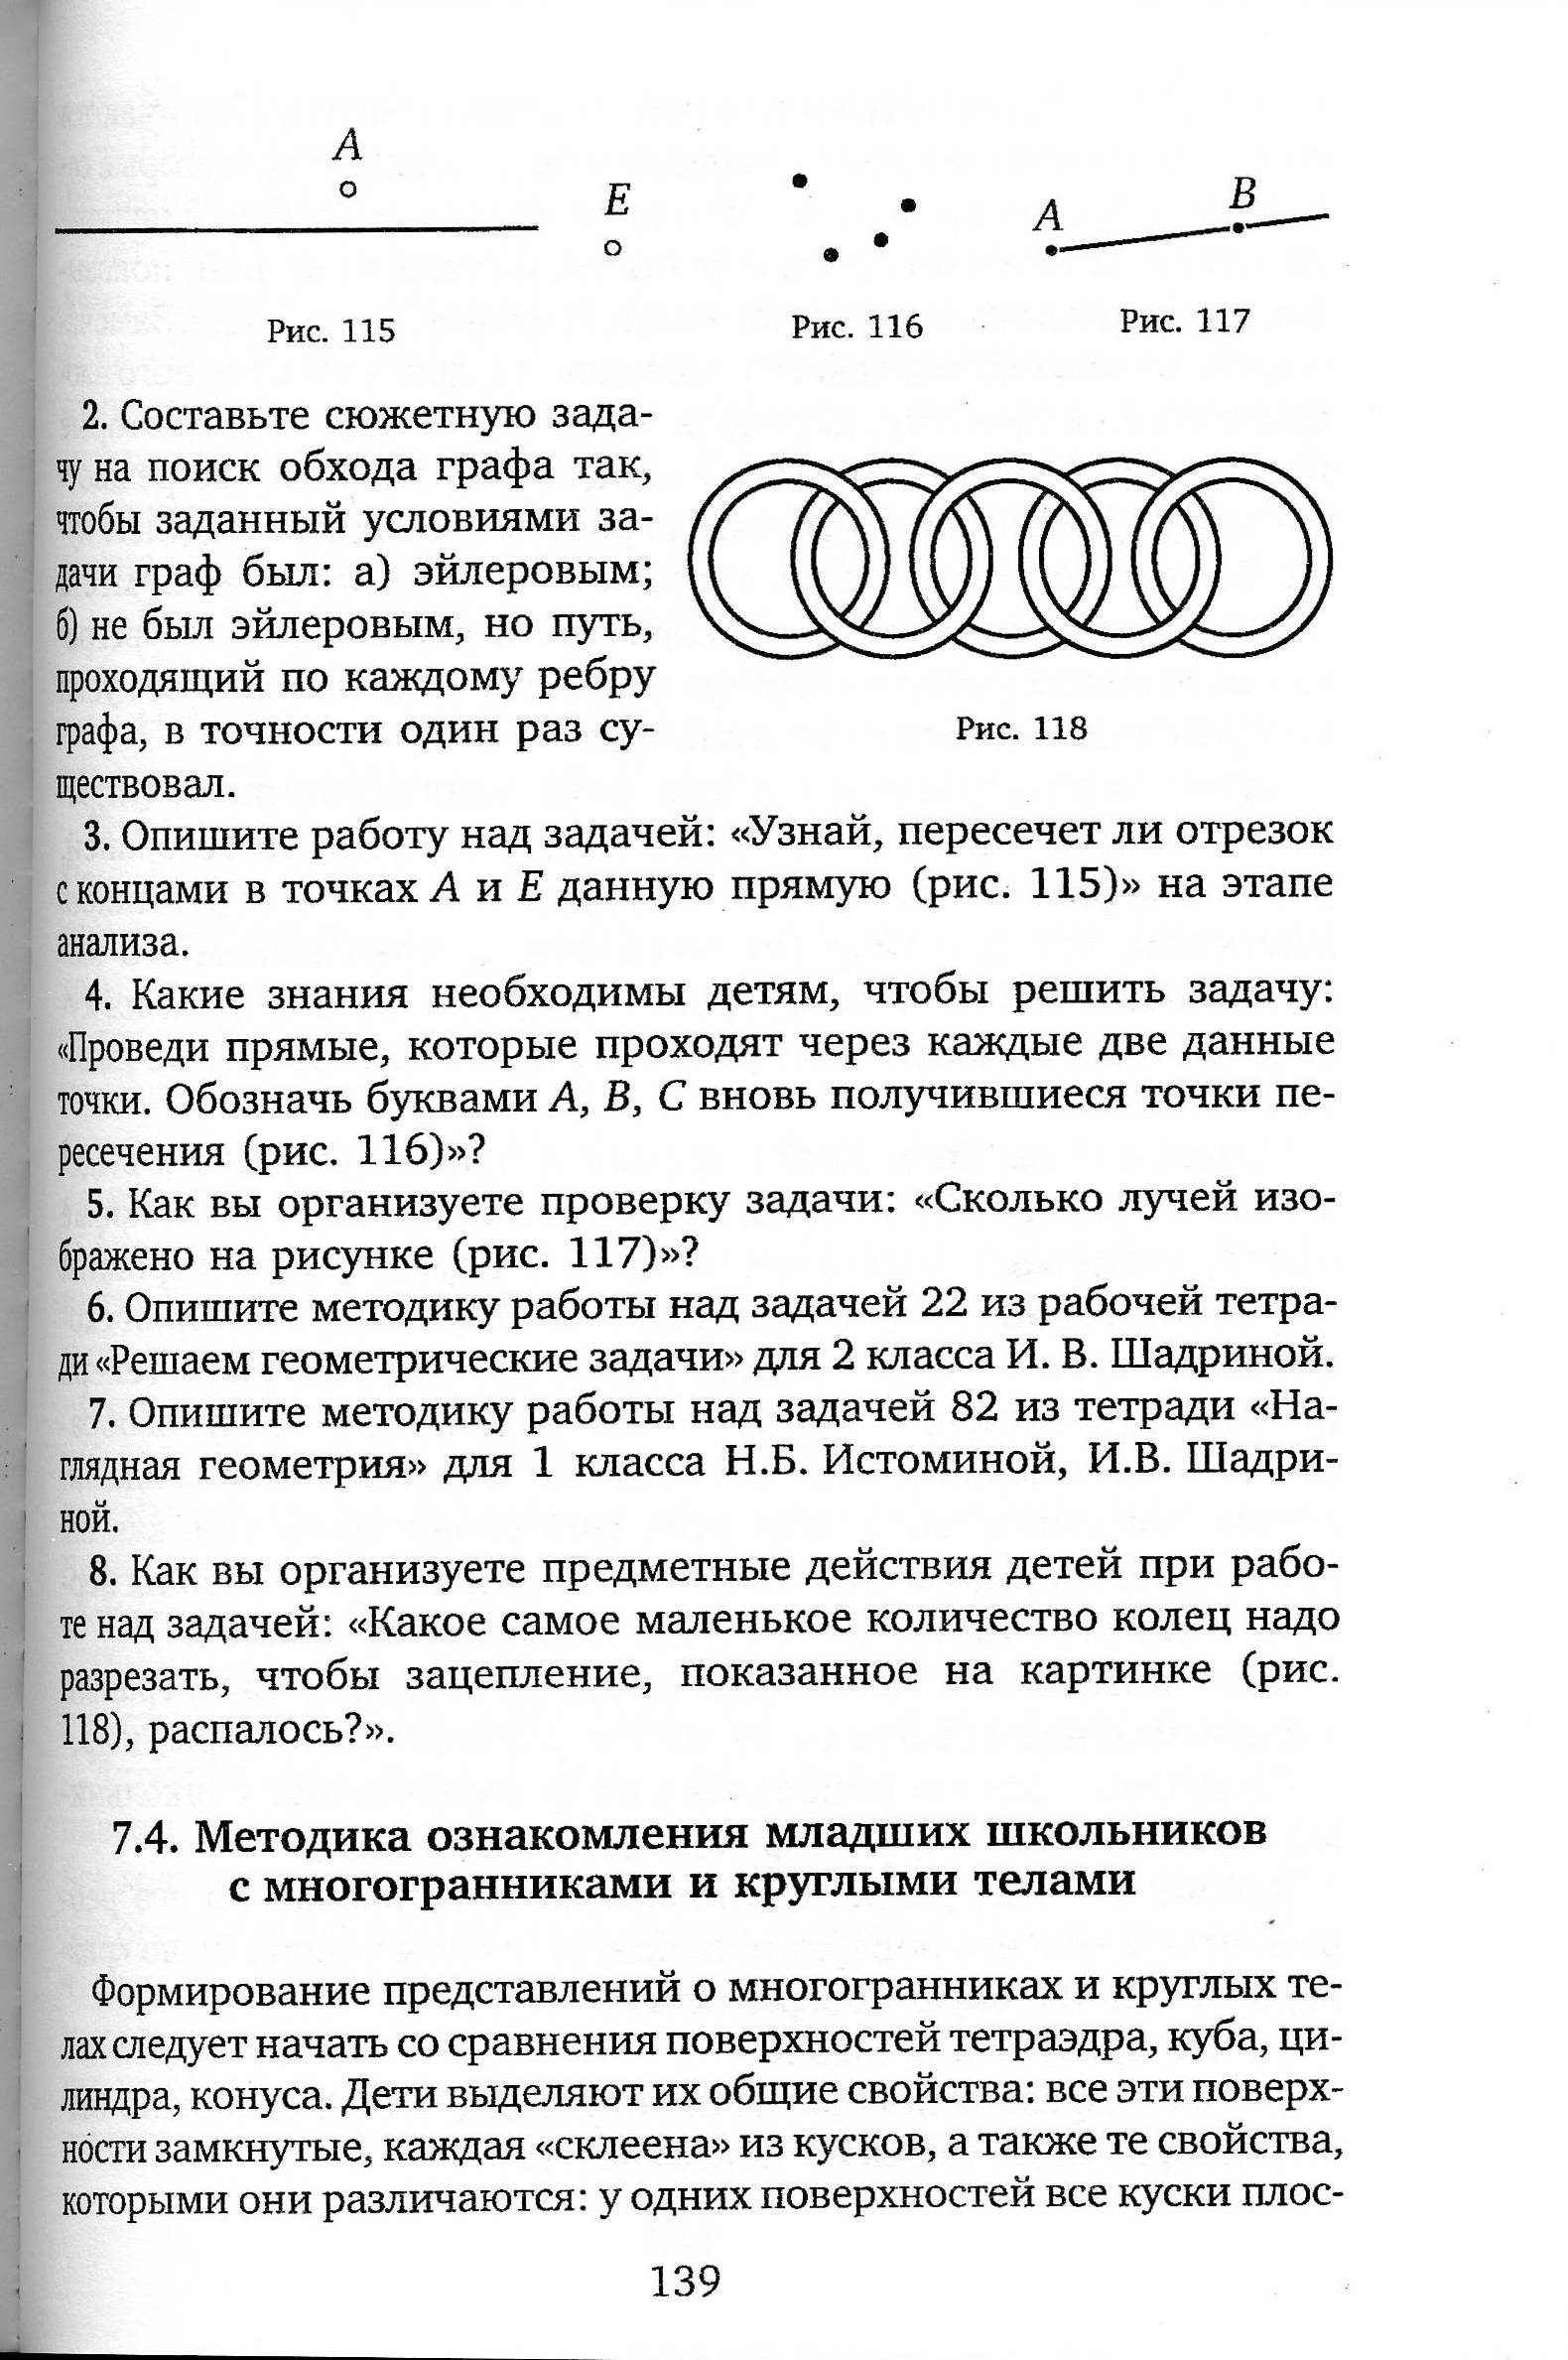 A
E
B
A
Рис. 115
Рис. 116
Рис. 117
2. Составьте сюжетную зада-
чу на поиск обхода графа так,
чтобы заданный условиями за-
дачи граф был: а) эйлеровым;
б) не был эйлеровым, но путь,
проходящий по каждому ребру
графа, в точности один раз су-
ществовал.
Рис. 118
3. Опишите работу над задачей: «Узнай, пересечет ли отрезок
с концами в точках A и E данную прямую (рис. 115)» на этапе
анализа.
4. Какие знания необходимы детям, чтобы решить задачу:
«Проведи прямые, которые проходят через каждые две данные
точки. Обозначь буквами A, B, C вновь получившиеся точки пе-
ресечения (рис. 116)»?
5. Как вы организуете проверку задачи: «Сколько лучей изо-
бражено на рисунке (рис. 117)»?
6. Опишите методику работы над задачей 22 из рабочей тетра-
ди «Решаем геометрические задачи» для 2 класса И. В. Шадриной.
7. Опишите методику работы над задачей 82 из тетради «На-
глядная геометрия» для 1 класса Н.Б. Истоминой, И.В. Шадри-
ной.
8. Как вы организуете предметные действия детей при рабо-
те над задачей: «Какое самое маленькое количество колец надо
разрезать, чтобы зацепление, показанное на картинке (рис.
118), распалось?».
7.4. Методика ознакомления младших школьников
с многогранниками и круглыми телами
Формирование представлений о многогранниках и круглых те-
лах следует начать со сравнения поверхностей тетраэдра, куба, ци-
линдра, конуса. Дети выделяют их общие свойства: все эти поверх-
ности замкнутые, каждая «склеена» из кусков, а также те свойства,
которыми они различаются: у одних поверхностей все куски плос-
139